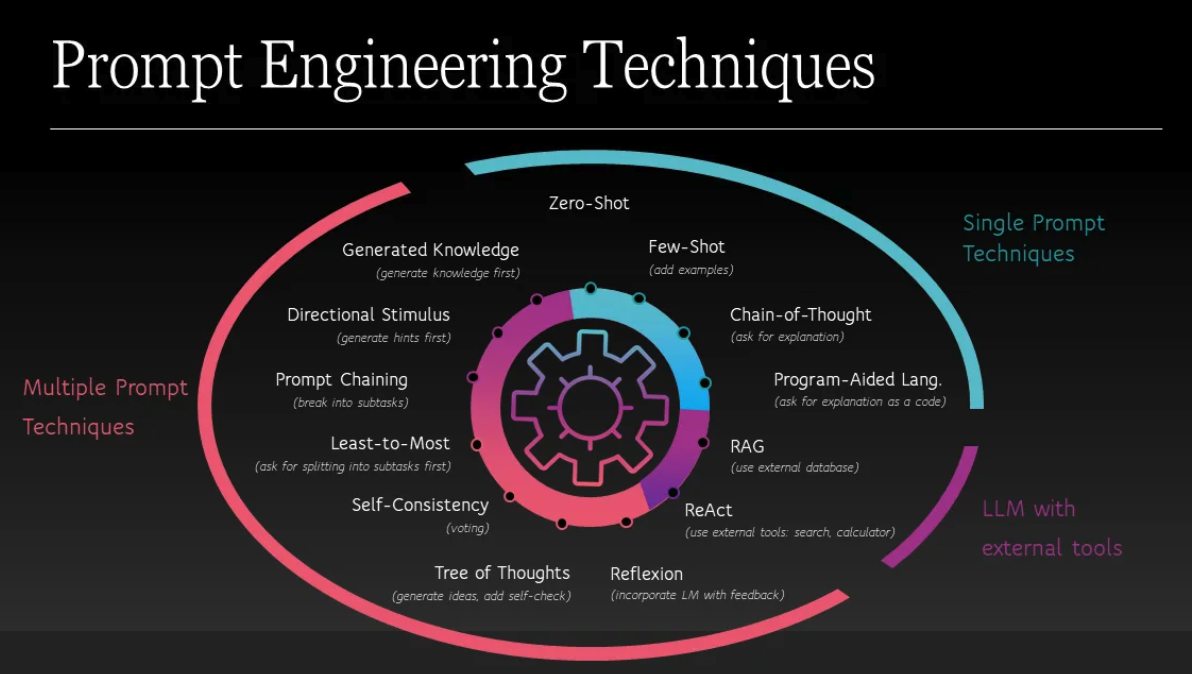 Prompt Engineering Techniques
Zero-Shot
Few-Shot
(add examples)
Chain-of-Thought
(ask for explanation)
Program-Aided Lang.
(ask for explanation as a code)
Single Prompt
Techniques
RAG
(use external database)
ReAct
(use external tools: search, calculator)
LLM with
external tools
Reflexion
(incorporate LM with feedback)
Tree of Thoughts
(generate ideas, add self-check)
Self-Consistency
(voting)
Least-to-Most
(ask for splitting into subtasks first)
Prompt Chaining
(break into subtasks)
Directional Stimulus
(generate hints first)
Generated Knowledge
(generate knowledge first)
Multiple Prompt
Techniques